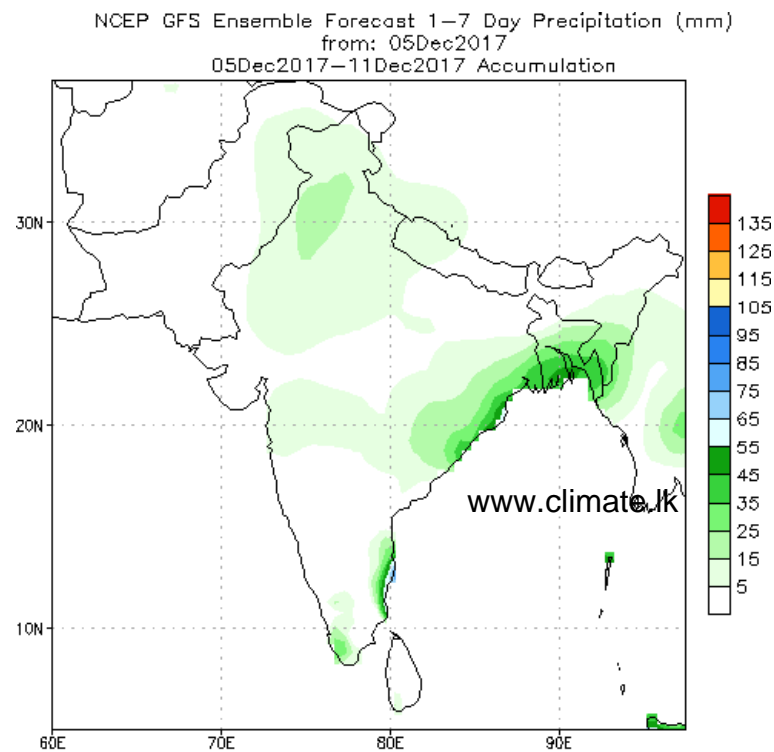 NCEP GFS Ensemble Forecast 1-7 Day Precipitation (mm)
from: 05Dec2017
05Dec2017-11Dec2017 Accumulation
30N
20N
10N
60E
70E
80E
90E
www.climate.lk
135
125
115
105
95
85
75
65
55
45
35
25
15
5